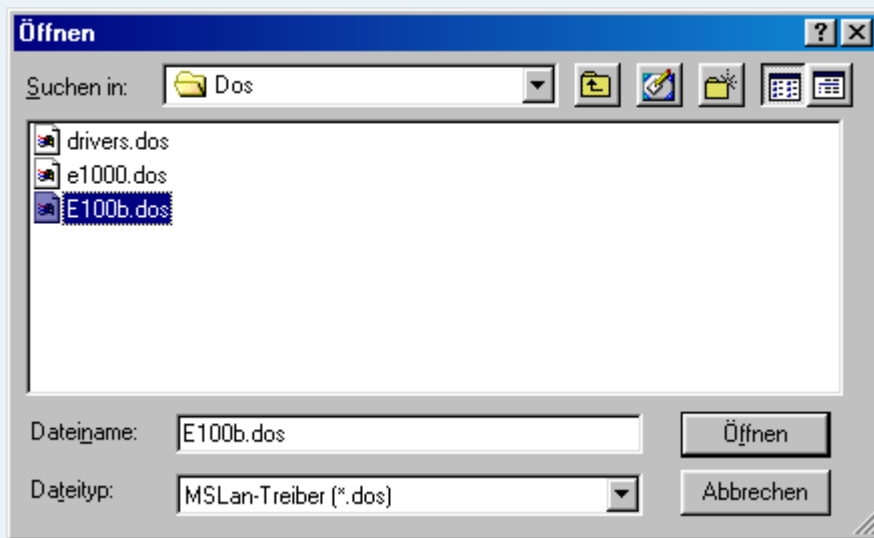 Öffnen
Suchen in: Dos
drivers.dos
e1000.dos
E100b.dos
Dateiname: E100b.dos Öffnen
Dateityp: MSLan-Treiber (*.dos) Abbrechen